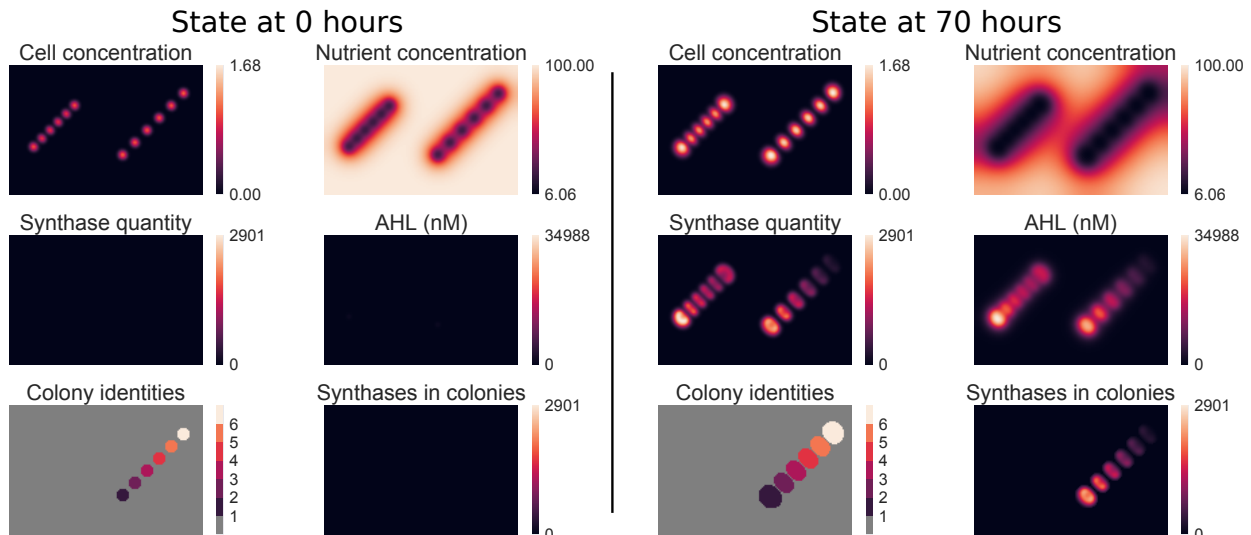 State at 0 hours
State at 70 hours
Cell concentration
Nutrient concentration
Cell concentration
Nutrient concentration
1.68
100.00
1.68
100.00
0.00
6.06
0.00
6.06
Synthase quantity
AHL (nM)
Synthase quantity
AHL (nM)
2901
34988
2901
34988
0
0
0
0
Colony identities
Synthases in colonies
Colony identities
Synthases in colonies
6
5
4
3
2
1
2901
0
6
5
4
3
2
1
2901
0